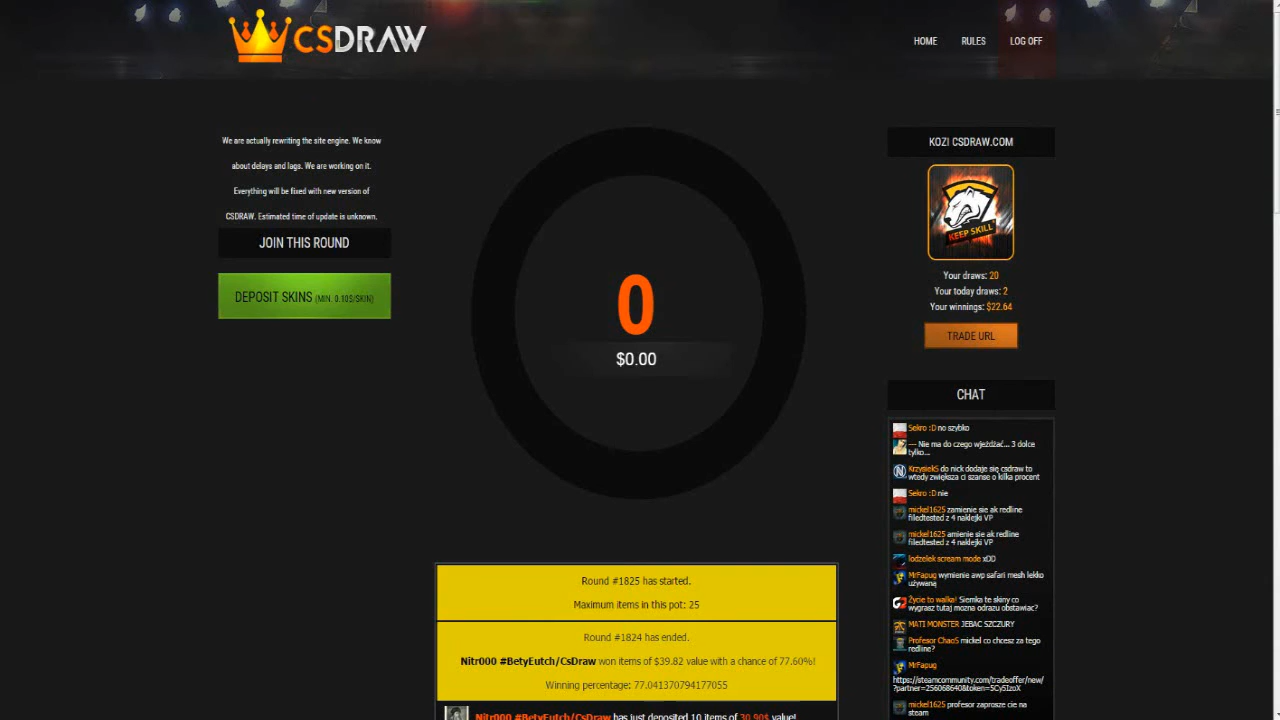 CSDRAW
HOME
RULES
LOG OFF
We are actually rewriting the site engine. We know
about delays and lags. We are working on it.
Everything will be fixed with new version of
CSDRAW. Estimated time of update is unknown.
JOIN THIS ROUND
DEPOSIT SKINS (MIN. 0.10$/SKIN)
0
$0.00
Round #1825 has started.
Maximum items in this pot: 25
Round #1824 has ended.
Nitr000 #BetyEutch/CsDraw won items of $39.82 value with a chance of 77.60%!
Winning percentage: 77.041370794177055
Nitr000 #BetyEutch/CsDraw has just deposited 10 items of 30.90$ value!
KOZI CSDRAW.COM
KEEP SKILL
Your draws: 20
Your today draws: 2
Your winnings: $22.64
TRADE URL
CHAT
Sekro :D no szybko
--- Nie ma do czego wjeżdżać... 3 dolce
tylko...
KrzysiekS do nick dodaje się csdraw to
wtedy zwiększa ci szanse o kilka procent
Sekro :D nie
mickel1625 zamienie sie ak redline
filedtested z 4 naklejki VP
mickel1625 amienie sie ak redline
filedtested z 4 naklejki VP
lodzelek scream mode xDD
MrFapug wymienie awp safari mesh lekko
używaną
Życie to walka! Siemka te skiny co
wygrasz tutaj mozna odrazu obstawiac?
MATI MONSTER JEBAC SZCZURY
Profesor ChaoS mickel co chcesz za tego
redline?
MrFapug
https://steamcommunity.com/tradeoffer/new/
?partner=256068640&token=5Cy5IzoX
mickel1625 profesor zaprosze cie na
steam